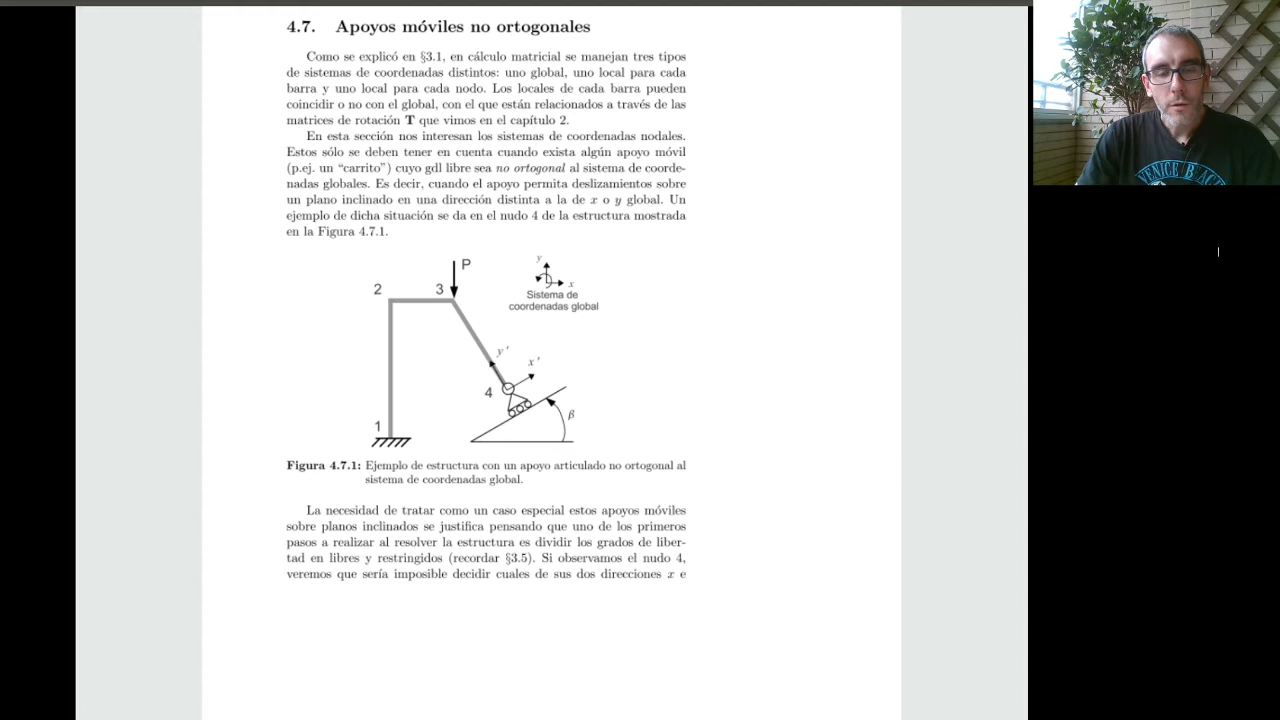 4.7. Apoyos móviles no ortogonales
Como se explicó en §3.1, en cálculo matricial se manejan tres tipos
de sistemas de coordenadas distintos: uno global, uno local para cada
barra y uno local para cada nodo. Los locales de cada barra pueden
coincidir o no con el global, con el que están relacionados a través de las
matrices de rotación T que vimos en el capítulo 2.
En esta sección nos interesan los sistemas de coordenadas nodales.
Estos sólo se deben tener en cuenta cuando exista algún apoyo móvil
(p.ej. un “carrito”) cuyo gdl libre sea no ortogonal al sistema de coorde-
nadas globales. Es decir, cuando el apoyo permita deslizamientos sobre
un plano inclinado en una dirección distinta a la de x o y global. Un
ejemplo de dicha situación se da en el nudo 4 de la estructura mostrada
en la Figura 4.7.1.
P
y
x
2
3
Sistema de
coordenadas global
y'
x'
4
β
1
Figura 4.7.1: Ejemplo de estructura con un apoyo articulado no ortogonal al
sistema de coordenadas global.
La necesidad de tratar como un caso especial estos apoyos móviles
sobre planos inclinados se justifica pensando que uno de los primeros
pasos a realizar al resolver la estructura es dividir los grados de liber-
tad en libres y restringidos (recordar §3.5). Si observamos el nudo 4,
veremos que sería imposible decidir cuales de sus dos direcciones x e
VENICE B ACH